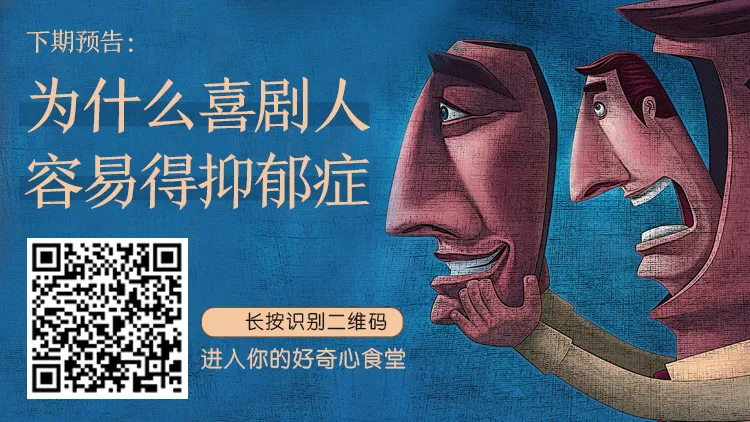 下期预告：
为什么喜剧人
容易得抑郁症
长按识别二维码
进入你的好奇心食堂